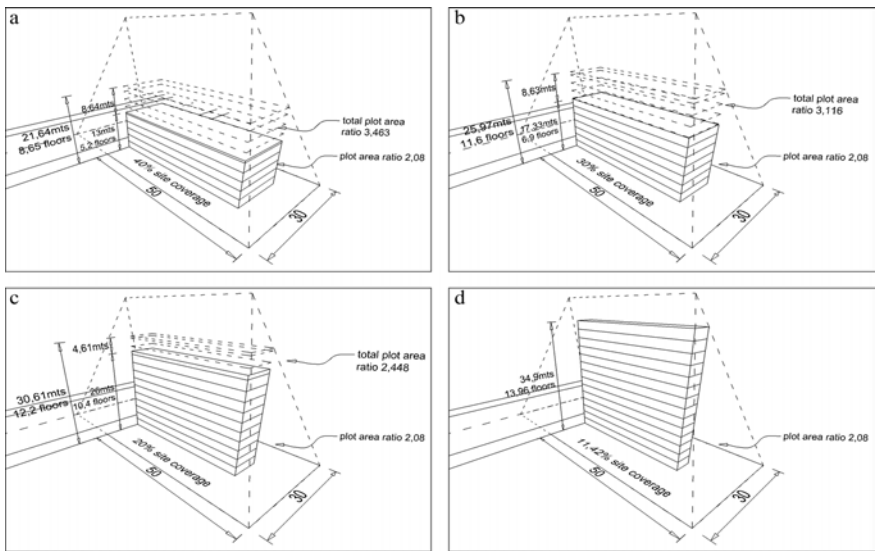 a
8,64mts
21,64mts
8,65 floors
13mts
5,2 floors
total plot area
ratio 3,463
plot area ratio 2,08
40% site coverage
50
30
b
8,63mts
25,97mts
11,6 floors
17,33mts
6,9 floors
total plot area
ratio 3,116
plot area ratio 2,08
30% site coverage
50
30
c
4,61mts
30,61mts
12,2 floors
26mts
10,4 floors
total plot area
ratio 2,448
plot area ratio 2,08
20% site coverage
50
30
d
34,9mts
13,96 floors
plot area ratio 2,08
11,42% site coverage
50
30